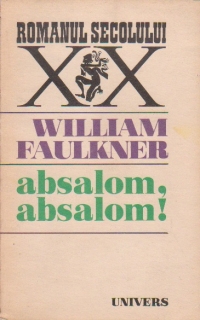 ROMANUL SECOLULUI
XX
WILLIAM
FAULKNER
absalom,
absalom!
UNIVERS